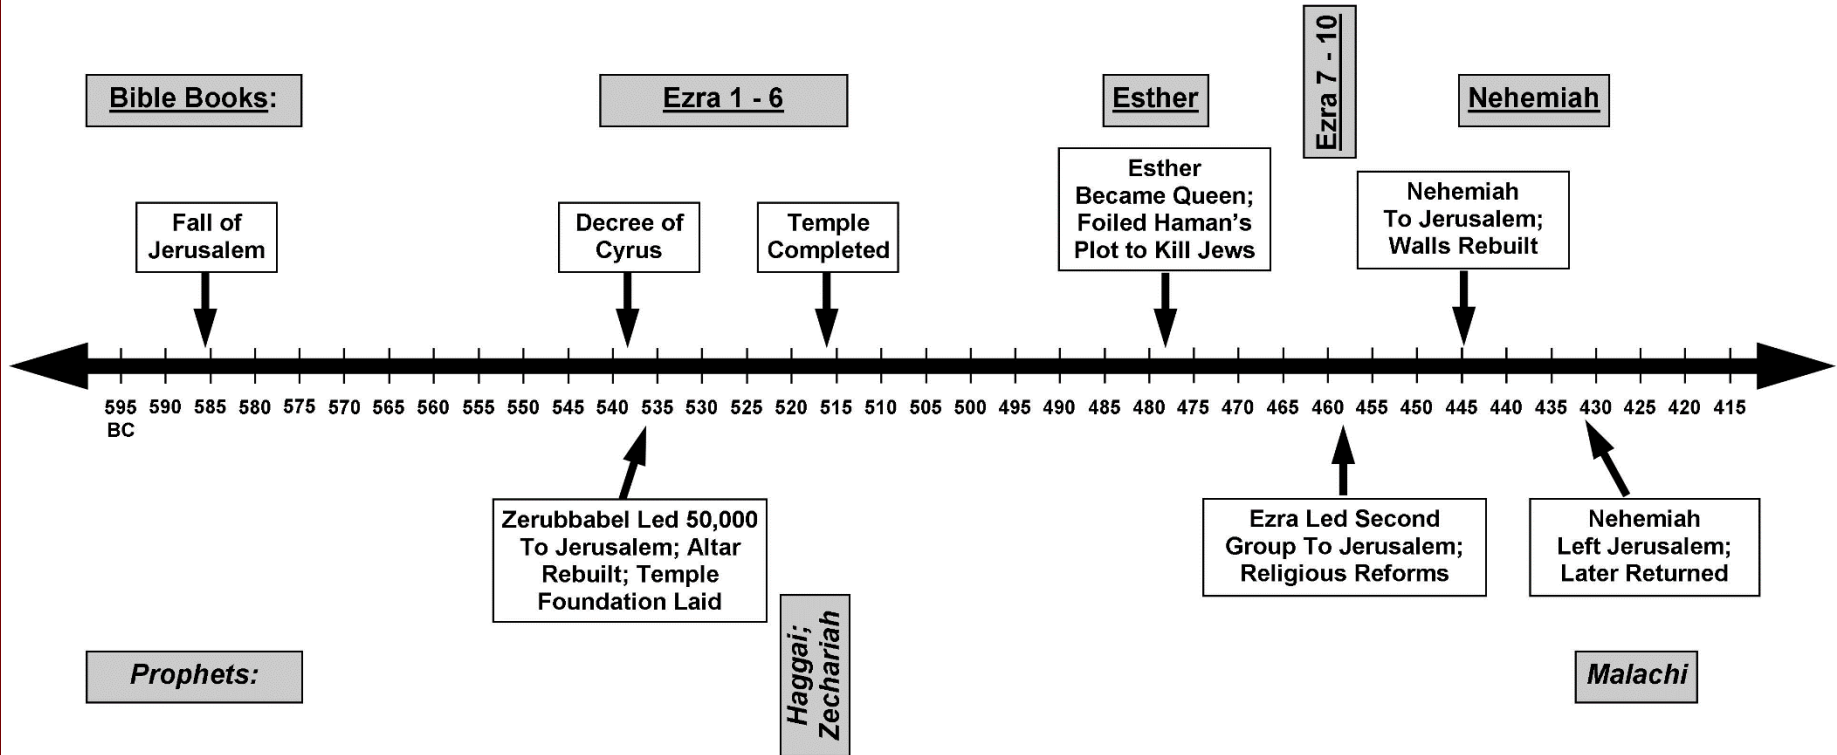 Bible Books:
Ezra 1 - 6
Esther
Ezra 7 - 10
Nehemiah
Fall of
Jerusalem
Decree of
Cyrus
Temple
Completed
Esther
Became Queen;
Foiled Haman's
Plot to Kill Jews
Nehemiah
To Jerusalem;
Walls Rebuilt
595 590 585 580 575 570 565 560 555 550 545 540 535 530 525 520 515 510 505 500 495 490 485 480 475 470 465 460 455 450 445 440 435 430 425 420 415
BC
Zerubbabel Led 50,000
To Jerusalem; Altar
Rebuilt; Temple
Foundation Laid
Ezra Led Second
Group To Jerusalem;
Religious Reforms
Nehemiah
Left Jerusalem;
Later Returned
Prophets:
Haggai;
Zechariah
Malachi